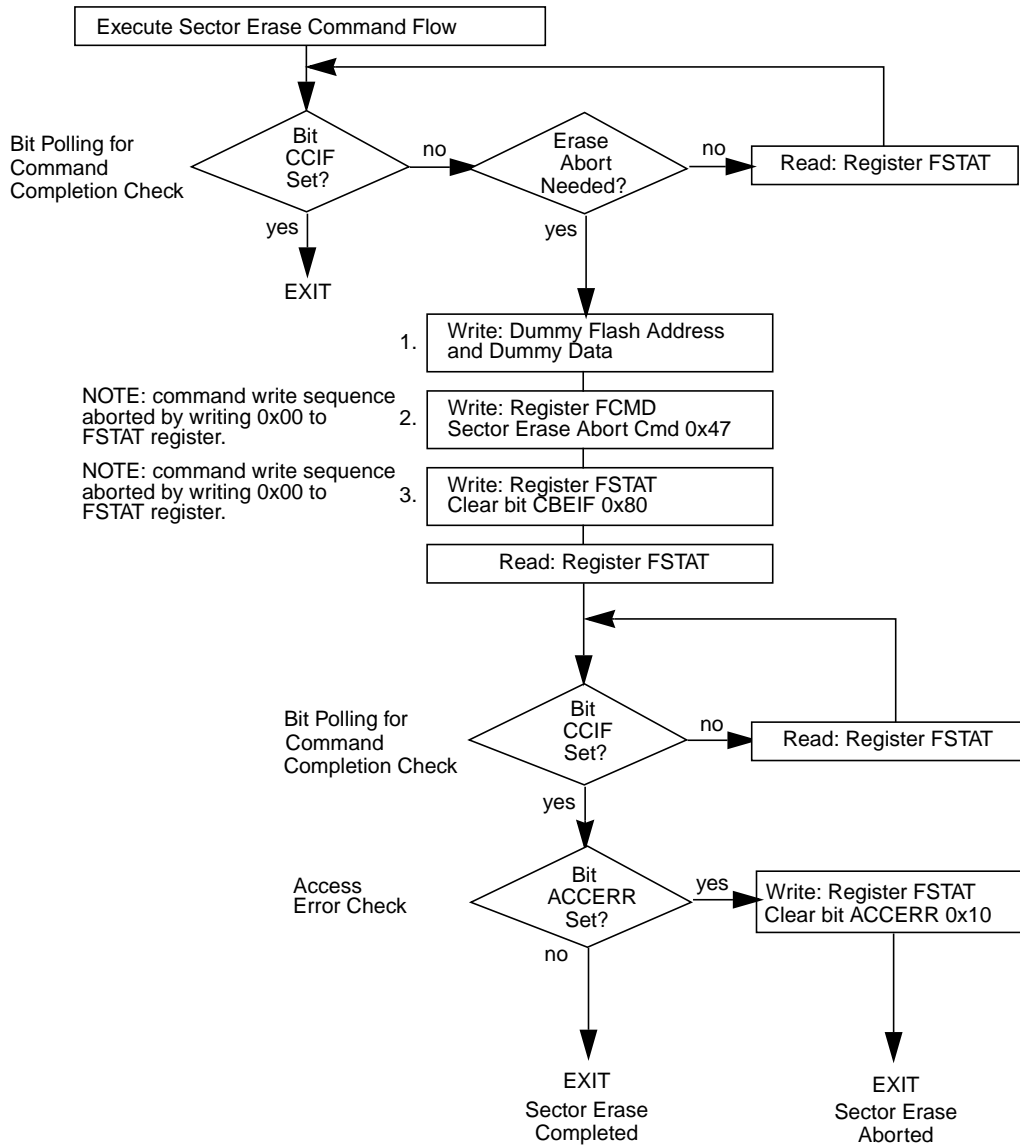 Execute Sector Erase Command Flow
Bit Polling for
Command
Completion Check
Bit
CCIF
Set?
no
Erase
Abort
Needed?
no
Read: Register FSTAT
yes
EXIT
yes
1.
Write: Dummy Flash Address
and Dummy Data
NOTE: command write sequence
aborted by writing 0x00 to
FSTAT register.
2.
Write: Register FCMD
Sector Erase Abort Cmd 0x47
NOTE: command write sequence
aborted by writing 0x00 to
FSTAT register.
3.
Write: Register FSTAT
Clear bit CBEIF 0x80
Read: Register FSTAT
Bit Polling for
Command
Completion Check
Bit
CCIF
Set?
no
Read: Register FSTAT
yes
Access
Error Check
Bit
ACCERR
Set?
yes
Write: Register FSTAT
Clear bit ACCERR 0x10
no
EXIT
Sector Erase
Completed
EXIT
Sector Erase
Aborted